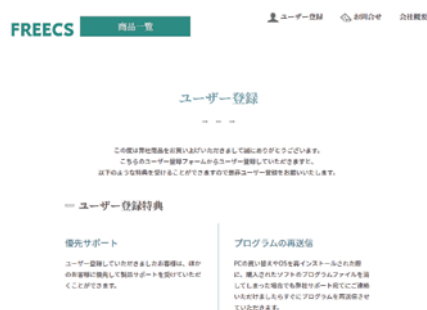 FREECS
商品一覧
ユーザー登録
お問合せ
会社概要
ユーザー登録
この度は弊社商品をお買い上げいただきまして誠にありがとうございます。
こちらのユーザー登録フォームからユーザー登録していただきますと、
以下のような特典を受けることができますので是非ユーザー登録をお願いいたします。
ユーザー登録特典
優先サポート
ユーザー登録していただきましたお客様は、ほか
のお客様に優先して製品サポートを受けていただ
くことができます。
プログラムの再送信
PCの買い替えやOSを再インストールされた際
に、購入されたソフトのプログラムファイルを消
してしまった場合でも弊社サポート宛てにご連絡
いただけましたらすぐにプログラムを再送信させ
ていただきます。